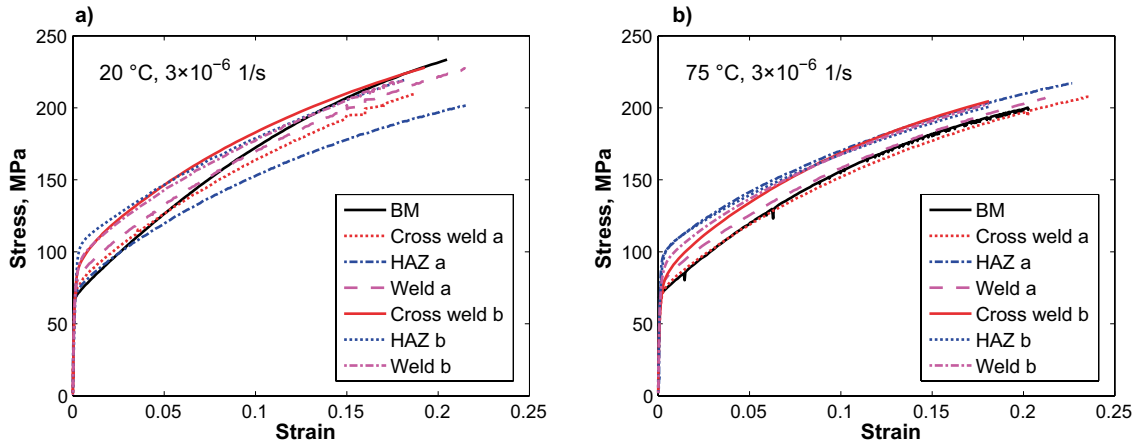 a)
250
200
150
100
50
0
Stress, MPa
20 °C, 3×10⁻⁶ 1/s
BM
Cross weld a
HAZ a
Weld a
Cross weld b
HAZ b
Weld b
0 0.05 0.1 0.15 0.2 0.25
Strain
b)
250
200
150
100
50
0
Stress, MPa
75 °C, 3×10⁻⁶ 1/s
BM
Cross weld a
HAZ a
Weld a
Cross weld b
HAZ b
Weld b
0 0.05 0.1 0.15 0.2 0.25
Strain